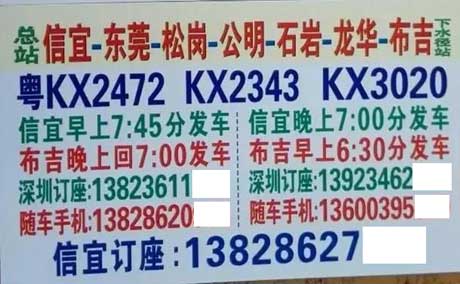 总站 信宜-东莞-松岗-公明-石岩-龙华-布吉 下水径站
粤KX2472 KX2343 KX3020
信宜早上7:45分发车
布吉晚上回7:00发车
深圳订座:13823611
随车手机:13828620
信宜晚上7:00分发车
布吉早上6:30分发车
深圳订座:13923462
随车手机:13600395
信宜订座:13828627